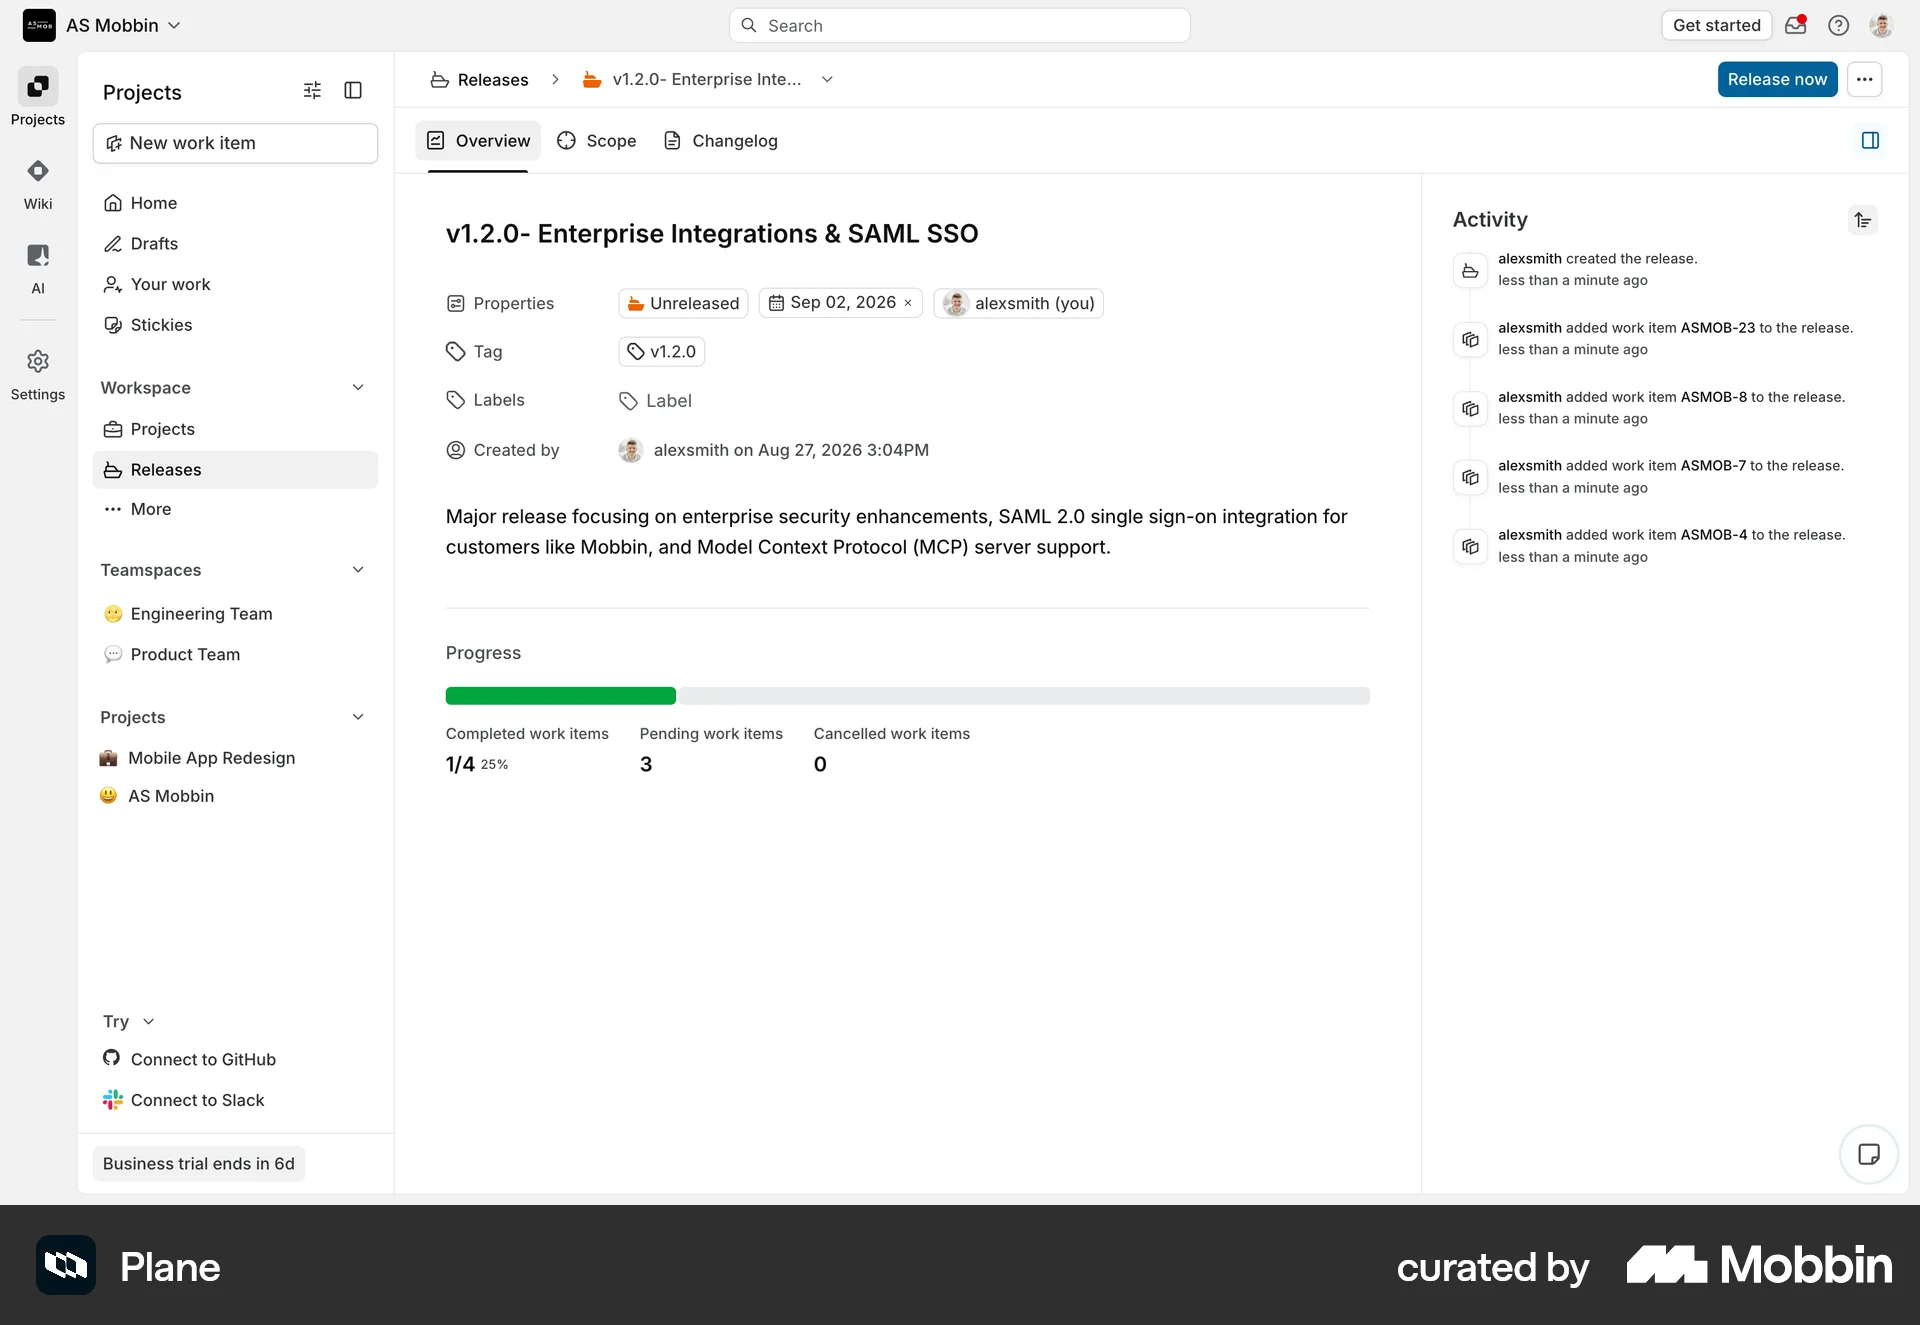 AS Mobbin
Search
Get started
Projects
Wiki
AI
Settings
Projects
New work item
Home
Drafts
Your work
Stickies
Workspace
Projects
Releases
More
Teamspaces
Engineering Team
Product Team
Projects
Mobile App Redesign
AS Mobbin
Try
Connect to GitHub
Connect to Slack
Business trial ends in 6d
Releases
v1.2.0- Enterprise Inte...
Release now
Overview
Scope
Changelog
v1.2.0- Enterprise Integrations & SAML SSO
Properties
Unreleased
Sep 02, 2026
alexsmith (you)
Tag
v1.2.0
Labels
Label
Created by
alexsmith on Aug 27, 2026 3:04PM
Major release focusing on enterprise security enhancements, SAML 2.0 single sign-on integration for
customers like Mobbin, and Model Context Protocol (MCP) server support.
Progress
Completed work items
1/4 25%
Pending work items
3
Cancelled work items
0
Activity
alexsmith created the release.
less than a minute ago
alexsmith added work item ASMOB-23 to the release.
less than a minute ago
alexsmith added work item ASMOB-8 to the release.
less than a minute ago
alexsmith added work item ASMOB-7 to the release.
less than a minute ago
alexsmith added work item ASMOB-4 to the release.
less than a minute ago
Plane
curated by
Mobbin